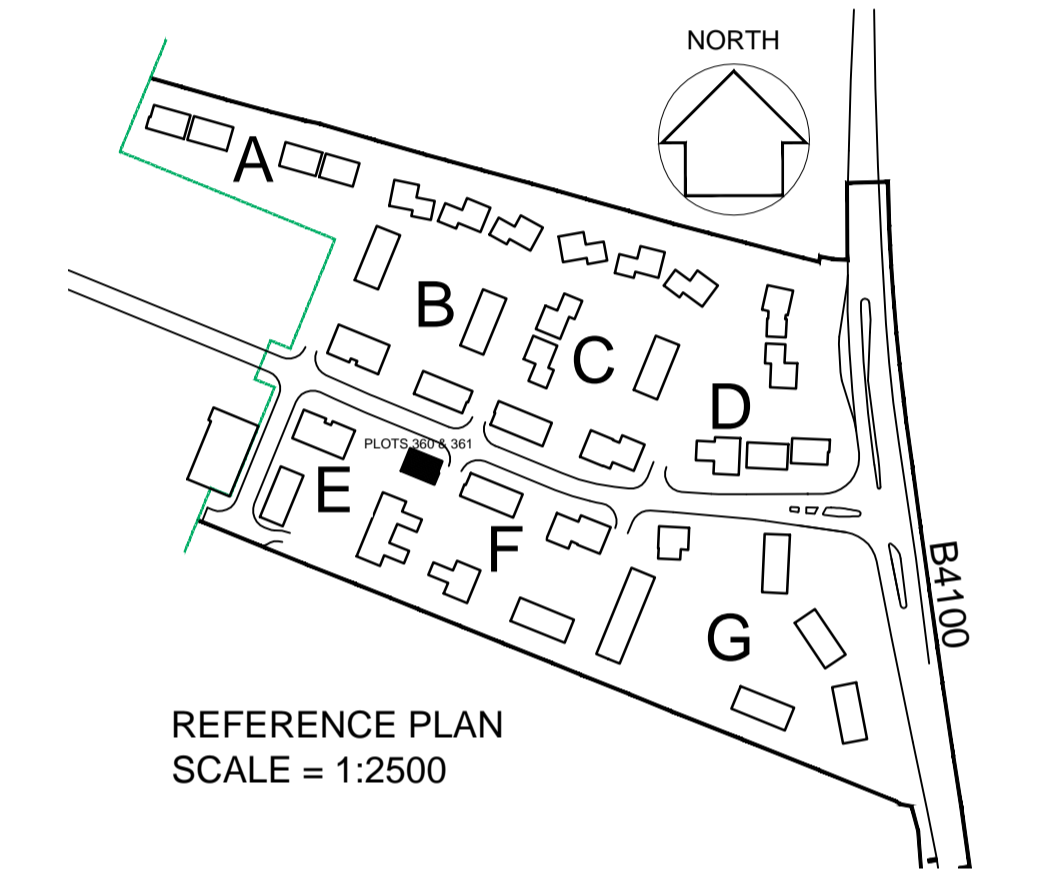 NORTH
A
B
C
D
PLOTS 360 & 361
E
F
G
B4100
REFERENCE PLAN
SCALE = 1:2500